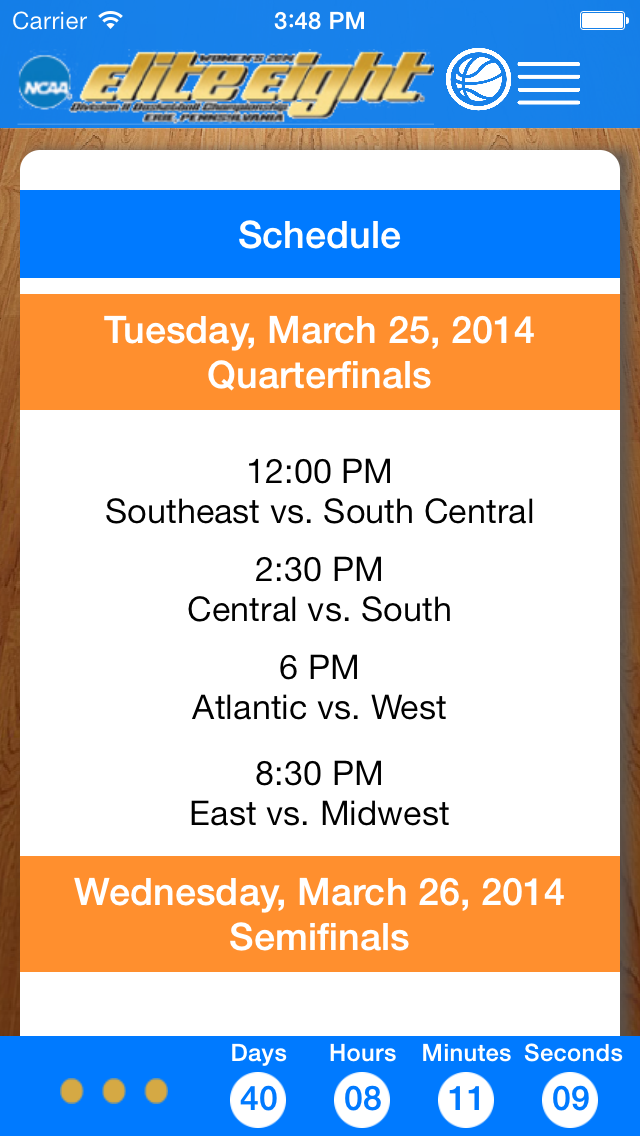 Carrier 3:48 PM
WOMEN'S 2014
NCAA elite eight
Division II Basketball Championship
ERIE, PENNSYLVANIA
Schedule
Tuesday, March 25, 2014
Quarterfinals
12:00 PM
Southeast vs. South Central
2:30 PM
Central vs. South
6 PM
Atlantic vs. West
8:30 PM
East vs. Midwest
Wednesday, March 26, 2014
Semifinals
Days Hours Minutes Seconds
40 08 11 09